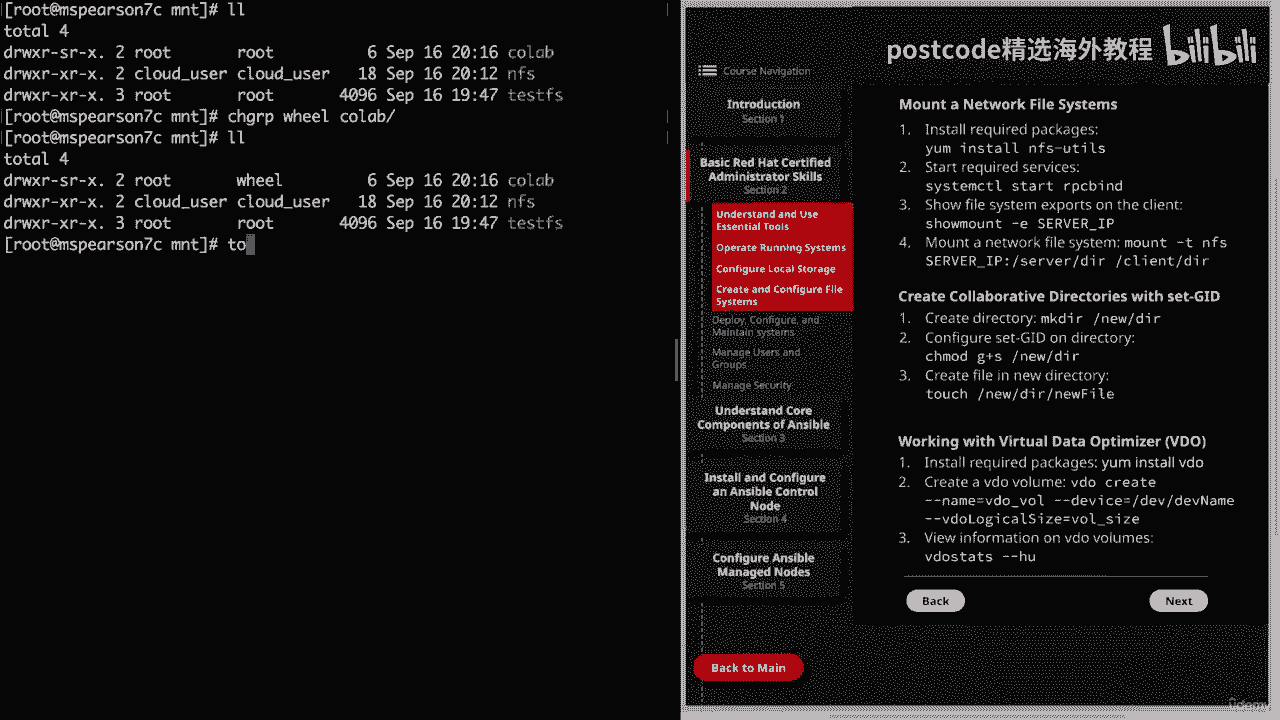 [root@mspearson7c mnt]# ll
total 4
drwxr-sr-x. 2 root       root          6 Sep 16 20:16 colab
drwxr-xr-x. 2 cloud_user cloud_user   18 Sep 16 20:12 nfs
drwxr-xr-x. 3 root       root       4096 Sep 16 19:47 testfs
[root@mspearson7c mnt]# chgrp wheel colab/
[root@mspearson7c mnt]# ll
total 4
drwxr-sr-x. 2 root       wheel         6 Sep 16 20:16 colab
drwxr-xr-x. 2 cloud_user cloud_user   18 Sep 16 20:12 nfs
drwxr-xr-x. 3 root       root       4096 Sep 16 19:47 testfs
[root@mspearson7c mnt]# to
postcode精选海外教程 bilibili
Course Navigation
Introduction
Section 1
Basic Red Hat Certified
Administrator Skills
Section 2
Understand and Use
Essential Tools
Operate Running Systems
Configure Local Storage
Create and Configure File
Systems
Deploy, Configure, and
Maintain systems
Manage Users and
Groups
Manage Security
Understand Core
Components of Ansible
Section 3
Install and Configure
an Ansible Control
Node
Section 4
Configure Ansible
Managed Nodes
Section 5
Back to Main
Mount a Network File Systems
1. Install required packages:
yum install nfs-utils
2. Start required services:
systemctl start rpcbind
3. Show file system exports on the client:
showmount -e SERVER_IP
4. Mount a network file system: mount -t nfs
SERVER_IP:/server/dir /client/dir
Create Collaborative Directories with set-GID
1. Create directory: mkdir /new/dir
2. Configure set-GID on directory:
chmod g+s /new/dir
3. Create file in new directory:
touch /new/dir/newFile
Working with Virtual Data Optimizer (VDO)
1. Install required packages: yum install vdo
2. Create a vdo volume: vdo create
--name=vdo_vol --device=/dev/devName
--vdoLogicalSize=vol_size
3. View information on vdo volumes:
vdostats --hu
Back
Next
ûdemy